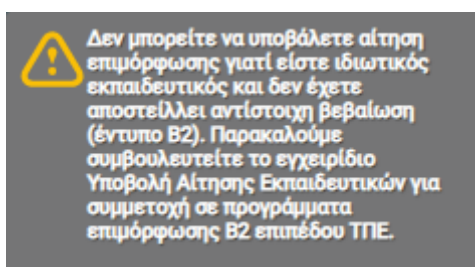 Δεν μπορείτε να υποβάλετε αίτηση
επιμόρφωσης γιατί είστε ιδιωτικός
εκπαιδευτικός και δεν έχετε
αποστείλλει αντίστοιχη βεβαίωση
(έντυπο Β2). Παρακαλούμε
συμβουλευτείτε το εγχειρίδιο
Υποβολή Αίτησης Εκπαιδευτικών για
συμμετοχή σε προγράμματα
επιμόρφωσης Β2 επιπέδου ΤΠΕ.